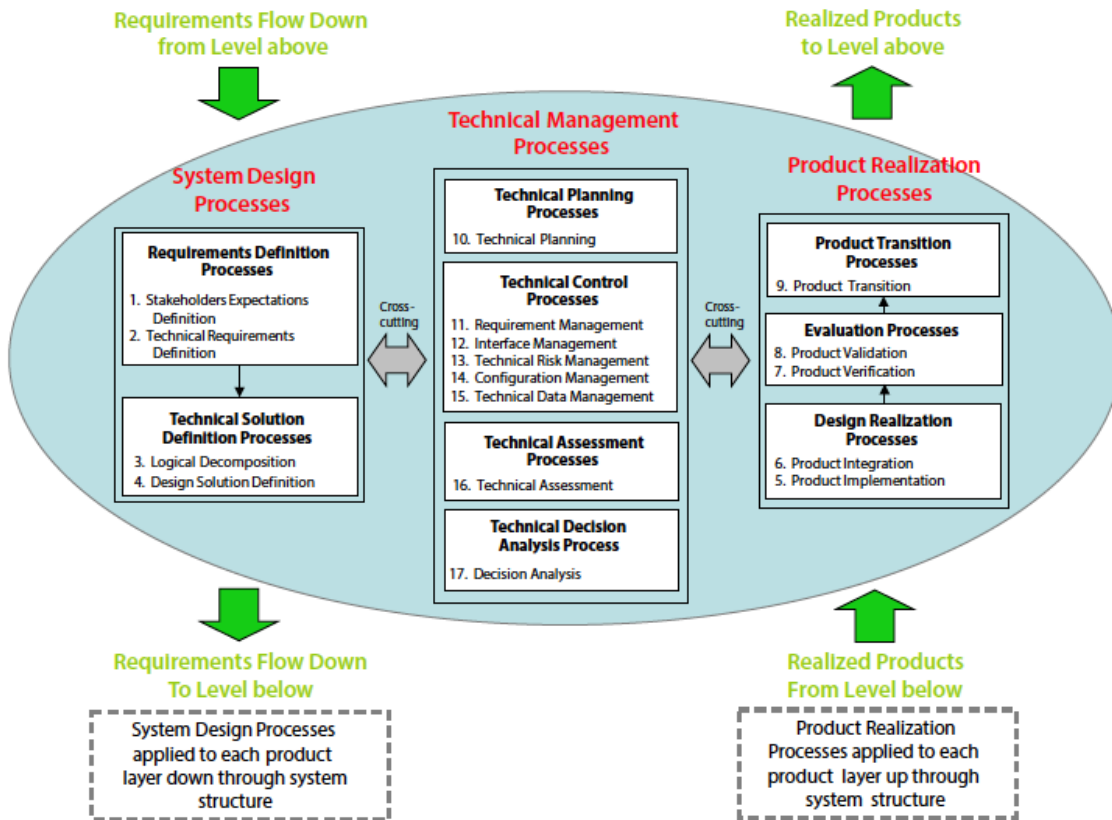 Requirements Flow Down
from Level above
Realized Products
to Level above
Technical Management
Processes
System Design
Processes
Product Realization
Processes
Requirements Definition
Processes
1. Stakeholders Expectations
Definition
2. Technical Requirements
Definition
Technical Solution
Definition Processes
3. Logical Decomposition
4. Design Solution Definition
Cross-
cutting
Technical Planning
Processes
10. Technical Planning
Technical Control
Processes
11. Requirement Management
12. Interface Management
13. Technical Risk Management
14. Configuration Management
15. Technical Data Management
Technical Assessment
Processes
16. Technical Assessment
Technical Decision
Analysis Process
17. Decision Analysis
Cross-
cutting
Product Transition
Processes
9. Product Transition
Evaluation Processes
8. Product Validation
7. Product Verification
Design Realization
Processes
6. Product Integration
5. Product Implementation
Requirements Flow Down
To Level below
Realized Products
From Level below
System Design Processes
applied to each product
layer down through system
structure
Product Realization
Processes applied to each
product layer up through
system structure